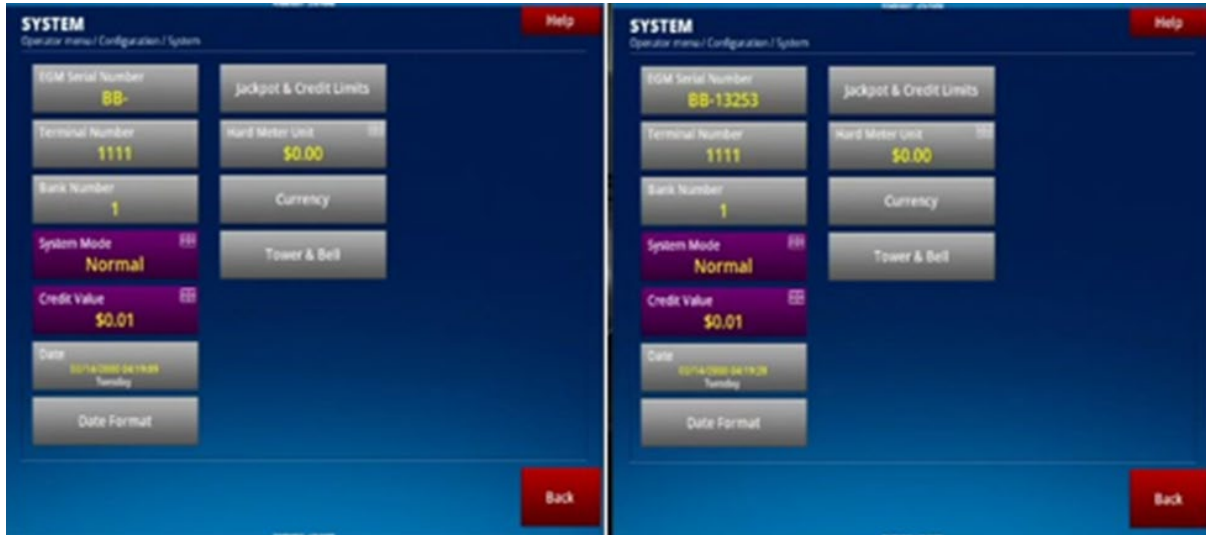 SYSTEM
Operator menu / Configuration / System
Help
EGM Serial Number
BB-
Jackpot & Credit Limits
Terminal Number
1111
Hard Meter Unit
$0.00
Bank Number
1
Currency
System Mode
Normal
Tower & Bell
Credit Value
$0.01
Date
Tuesday
Date Format
Back
SYSTEM
Operator menu / Configuration / System
Help
EGM Serial Number
BB-13253
Jackpot & Credit Limits
Terminal Number
1111
Hard Meter Unit
$0.00
Bank Number
1
Currency
System Mode
Normal
Tower & Bell
Credit Value
$0.01
Date
Tuesday
Date Format
Back